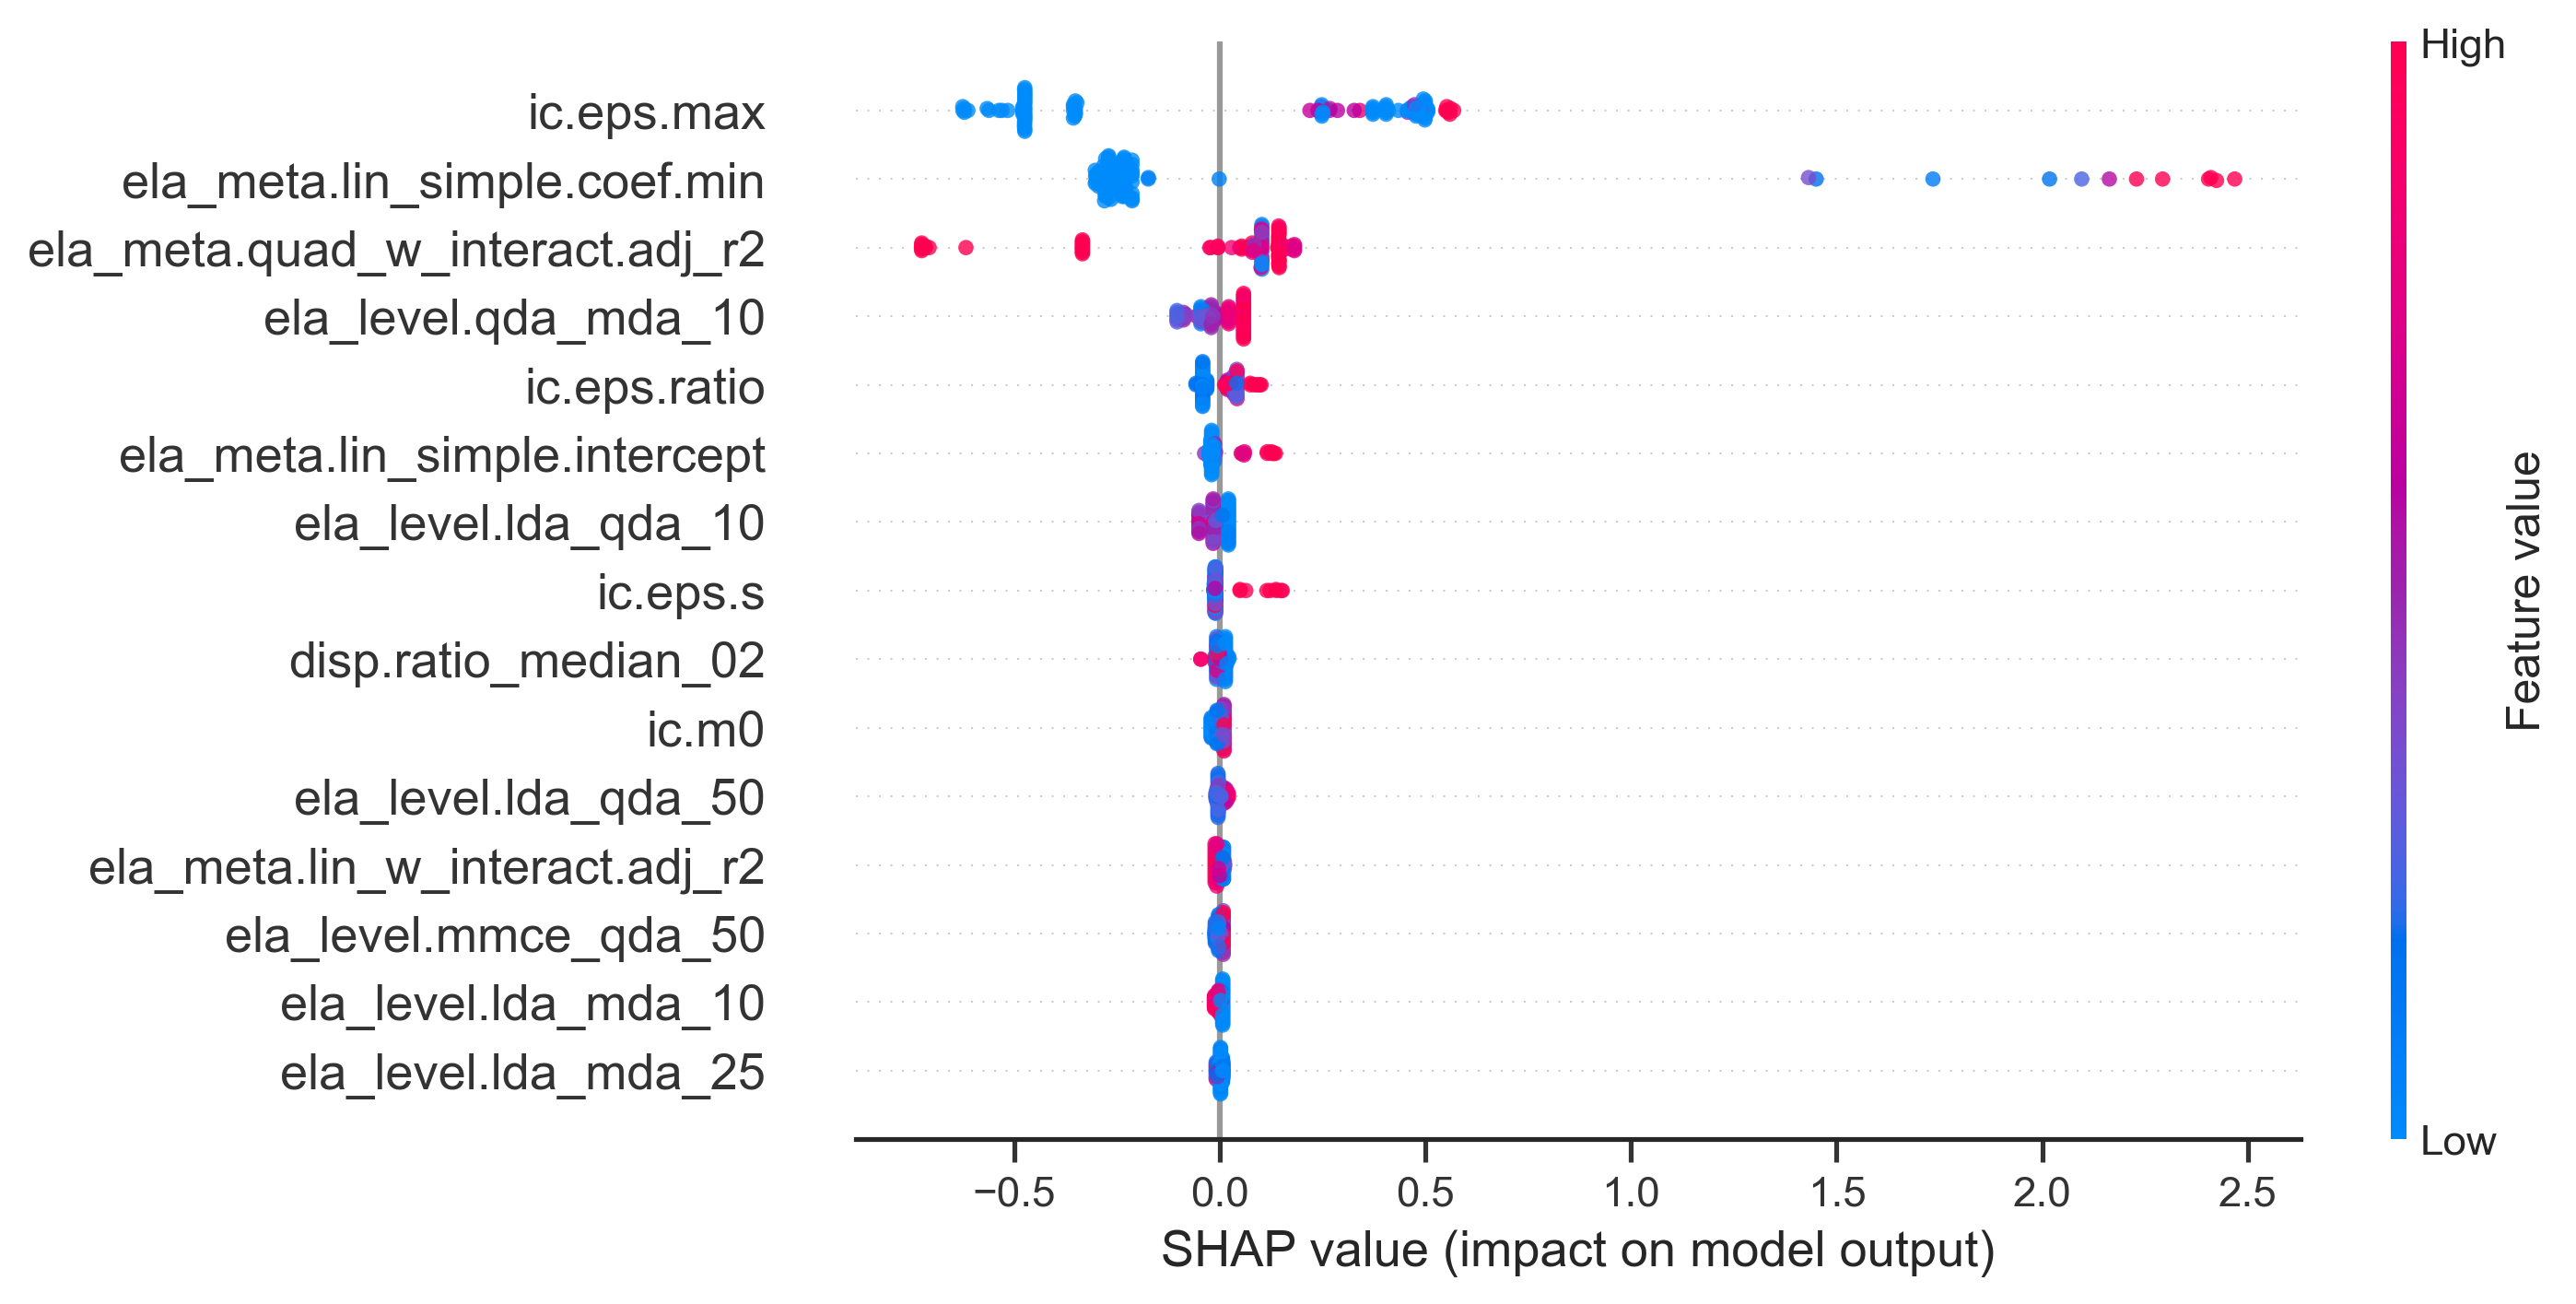 High
ic.eps.max
ela_meta.lin_simple.coef.min
ela_meta.quad_w_interact.adj_r2
ela_level.qda_mda_10
ic.eps.ratio
ela_meta.lin_simple.intercept
ela_level.lda_qda_10
ic.eps.s
disp.ratio_median_02
ic.m0
ela_level.lda_qda_50
ela_meta.lin_w_interact.adj_r2
ela_level.mmce_qda_50
ela_level.lda_mda_10
ela_level.lda_mda_25
Feature value
Low
−0.5 0.0 0.5 1.0 1.5 2.0 2.5
SHAP value (impact on model output)